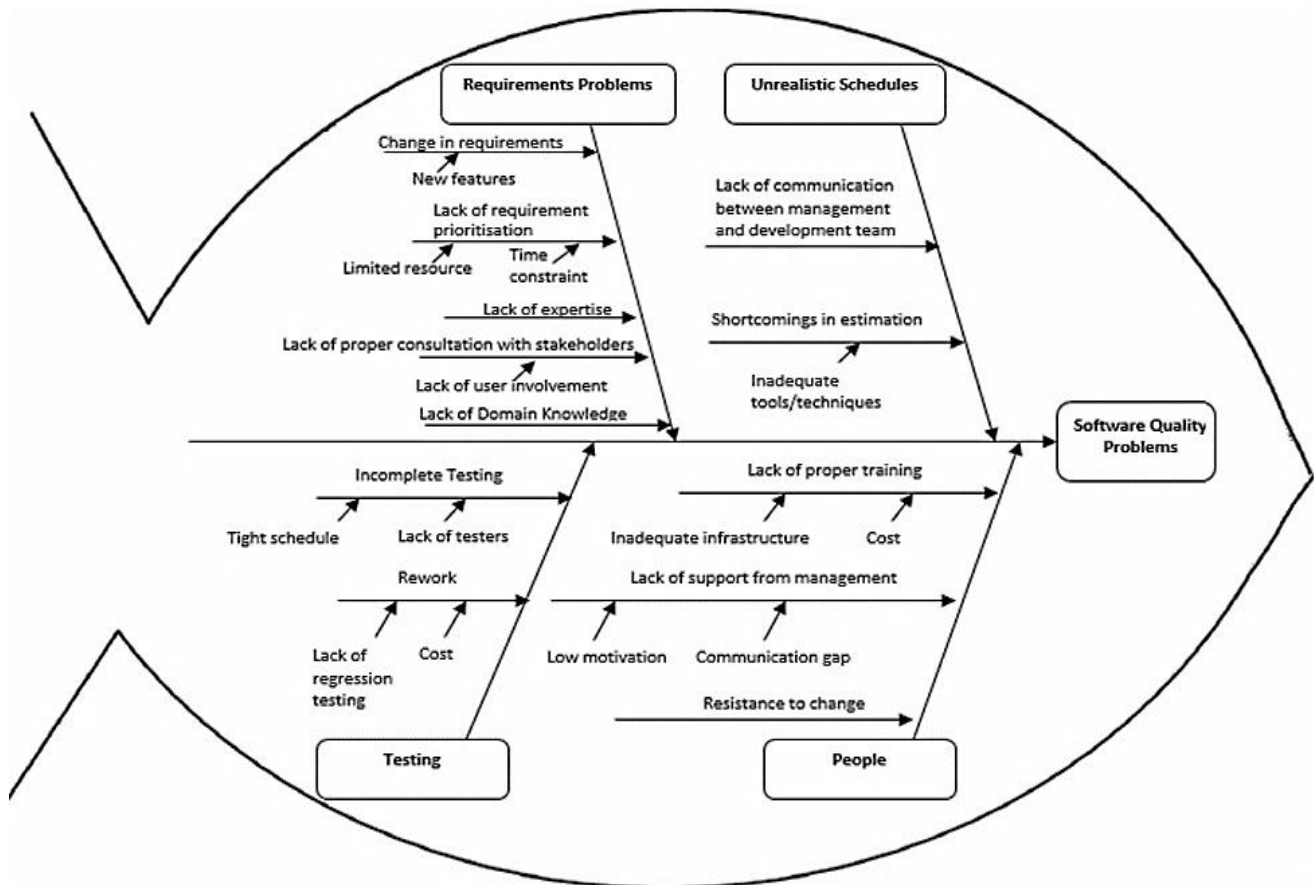 Requirements Problems
Unrealistic Schedules
Change in requirements
New features
Lack of requirement
prioritisation
Limited resource
Time
constraint
Lack of expertise
Lack of proper consultation with stakeholders
Lack of user involvement
Lack of Domain Knowledge
Lack of communication
between management
and development team
Shortcomings in estimation
Inadequate
tools/techniques
Software Quality
Problems
Incomplete Testing
Tight schedule
Lack of testers
Rework
Lack of
regression
testing
Cost
Testing
Lack of proper training
Inadequate infrastructure
Cost
Lack of support from management
Low motivation
Communication gap
Resistance to change
People